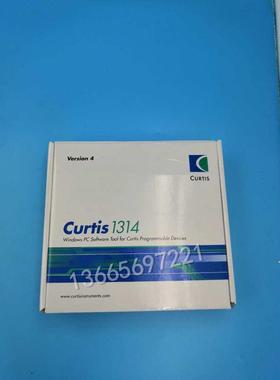 Version 4
CURTIS
Curtis 1314
Windows PC Software Tool for Curtis Programmable Devices
13665697221
www.curtisinstruments.com